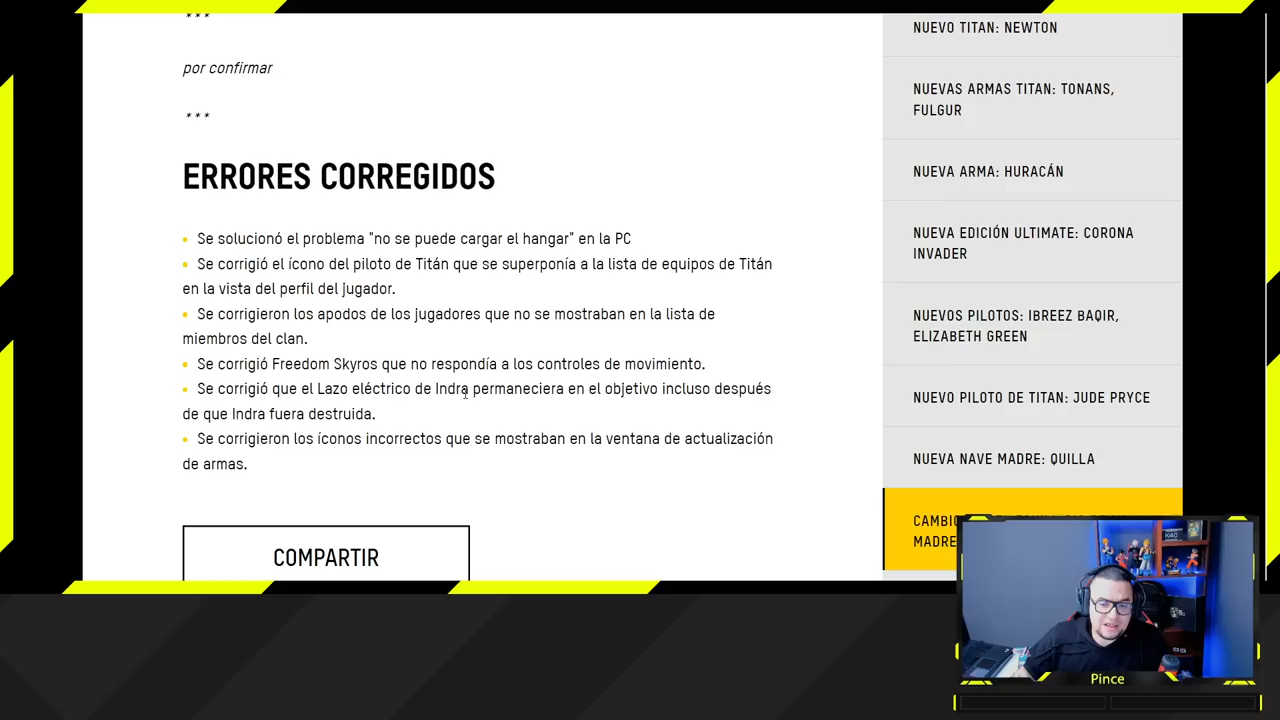 ***
por confirmar
***
ERRORES CORREGIDOS
• Se solucionó el problema "no se puede cargar el hangar" en la PC
• Se corrigió el ícono del piloto de Titán que se superponía a la lista de equipos de Titán
en la vista del perfil del jugador.
• Se corrigieron los apodos de los jugadores que no se mostraban en la lista de
miembros del clan.
• Se corrigió Freedom Skyros que no respondía a los controles de movimiento.
• Se corrigió que el Lazo eléctrico de Indra permaneciera en el objetivo incluso después
de que Indra fuera destruida.
• Se corrigieron los íconos incorrectos que se mostraban en la ventana de actualización
de armas.
COMPARTIR
NUEVO TITAN: NEWTON
NUEVAS ARMAS TITAN: TONANS,
FULGUR
NUEVA ARMA: HURACÁN
NUEVA EDICIÓN ULTIMATE: CORONA
INVADER
NUEVOS PILOTOS: IBREEZ BAQIR,
ELIZABETH GREEN
NUEVO PILOTO DE TITAN: JUDE PRYCE
NUEVA NAVE MADRE: QUILLA
MADRE
K40
Pince